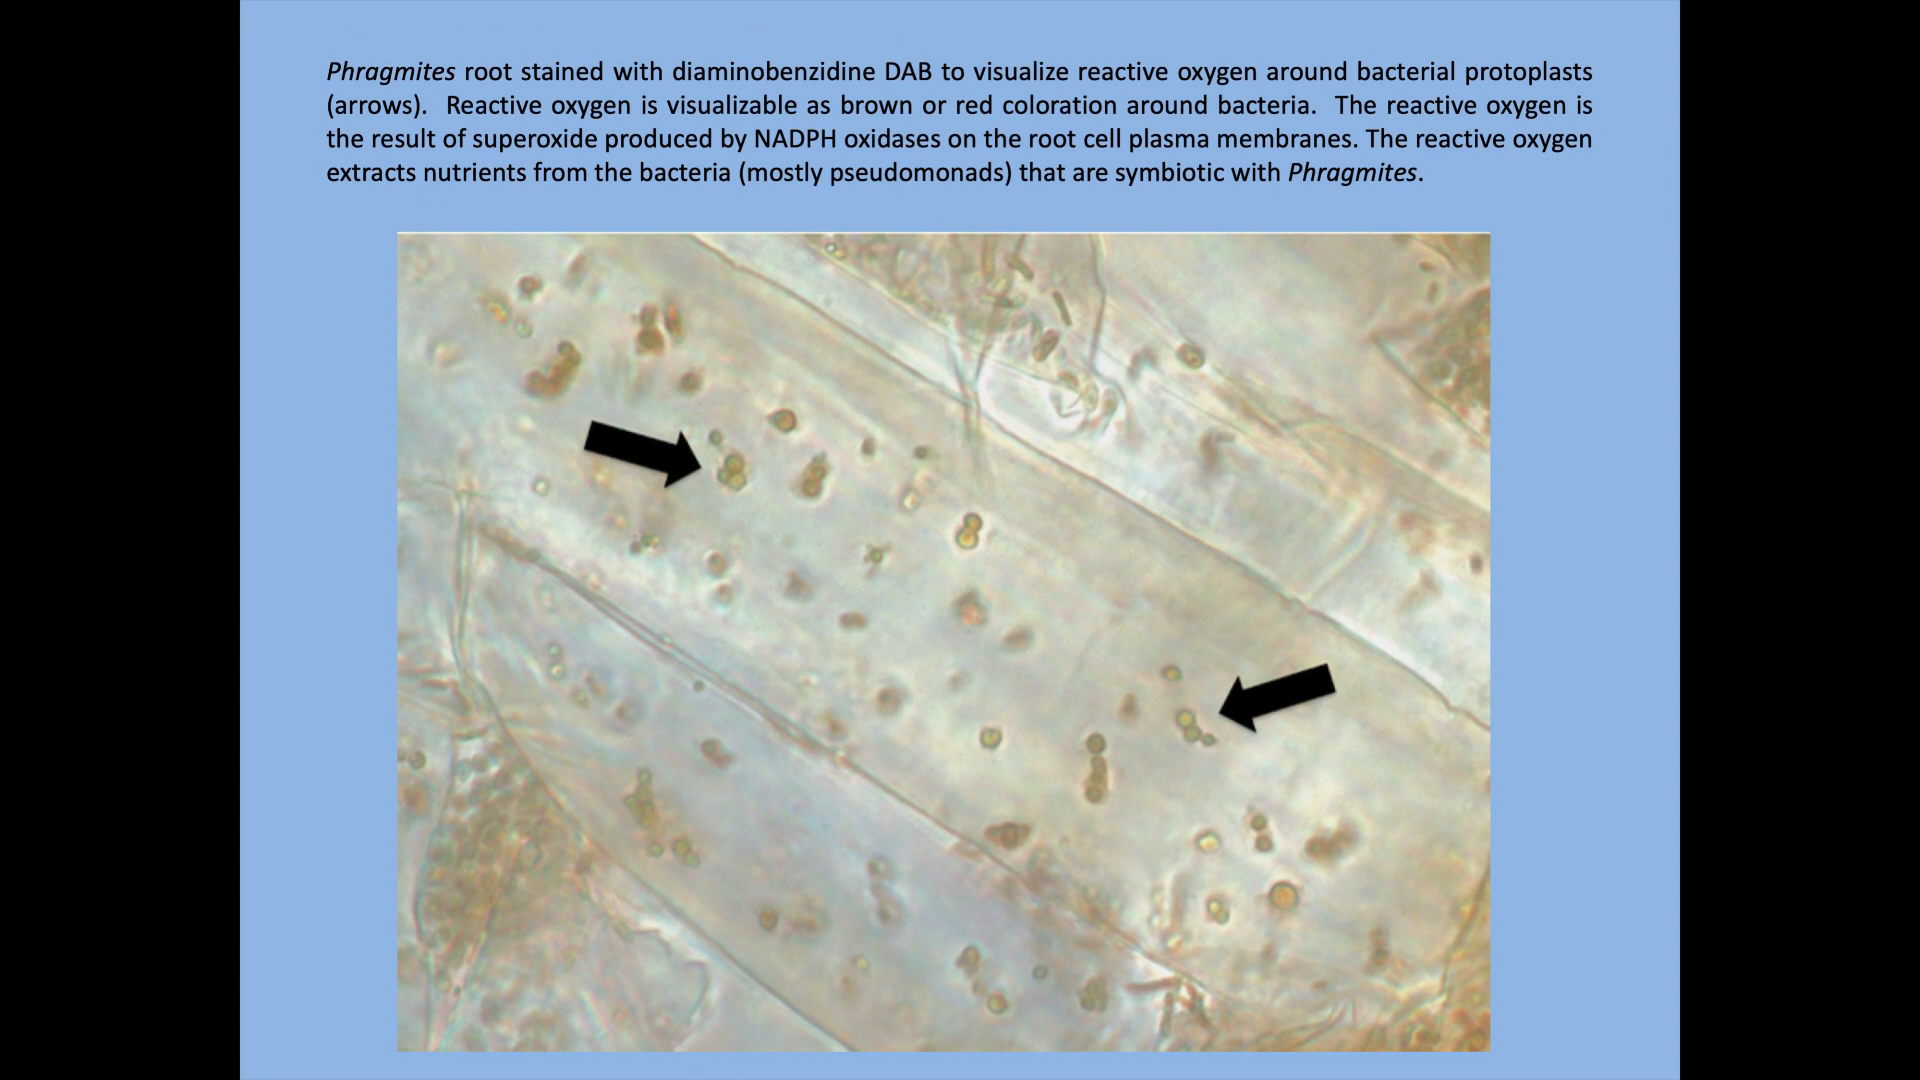 Phragmites root stained with diaminobenzidine DAB to visualize reactive oxygen around bacterial protoplasts
(arrows).  Reactive oxygen is visualizable as brown or red coloration around bacteria.  The reactive oxygen is
the result of superoxide produced by NADPH oxidases on the root cell plasma membranes. The reactive oxygen
extracts nutrients from the bacteria (mostly pseudomonads) that are symbiotic with Phragmites.